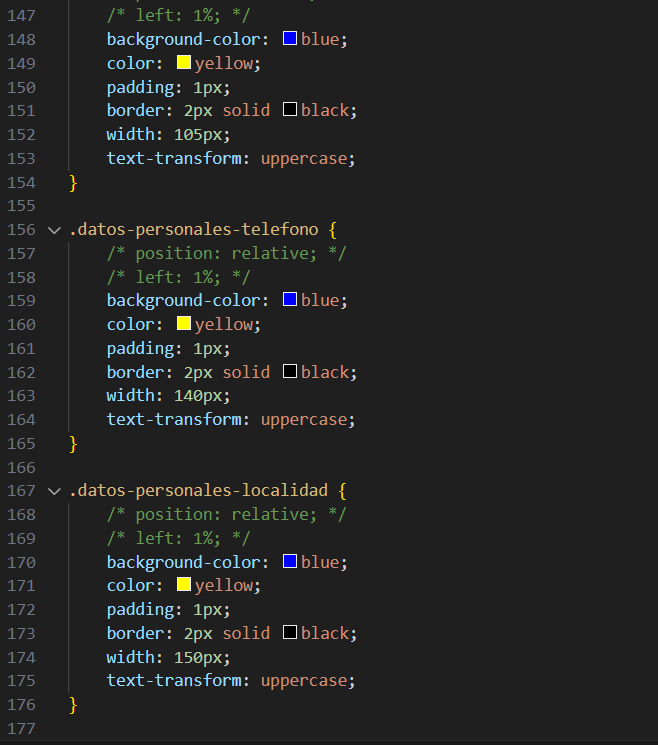 147 /* left: 1%; */
148 background-color: blue;
149 color: yellow;
150 padding: 1px;
151 border: 2px solid black;
152 width: 105px;
153 text-transform: uppercase;
154 }
155
156 .datos-personales-telefono {
157 /* position: relative; */
158 /* left: 1%; */
159 background-color: blue;
160 color: yellow;
161 padding: 1px;
162 border: 2px solid black;
163 width: 140px;
164 text-transform: uppercase;
165 }
166
167 .datos-personales-localidad {
168 /* position: relative; */
169 /* left: 1%; */
170 background-color: blue;
171 color: yellow;
172 padding: 1px;
173 border: 2px solid black;
174 width: 150px;
175 text-transform: uppercase;
176 }
177